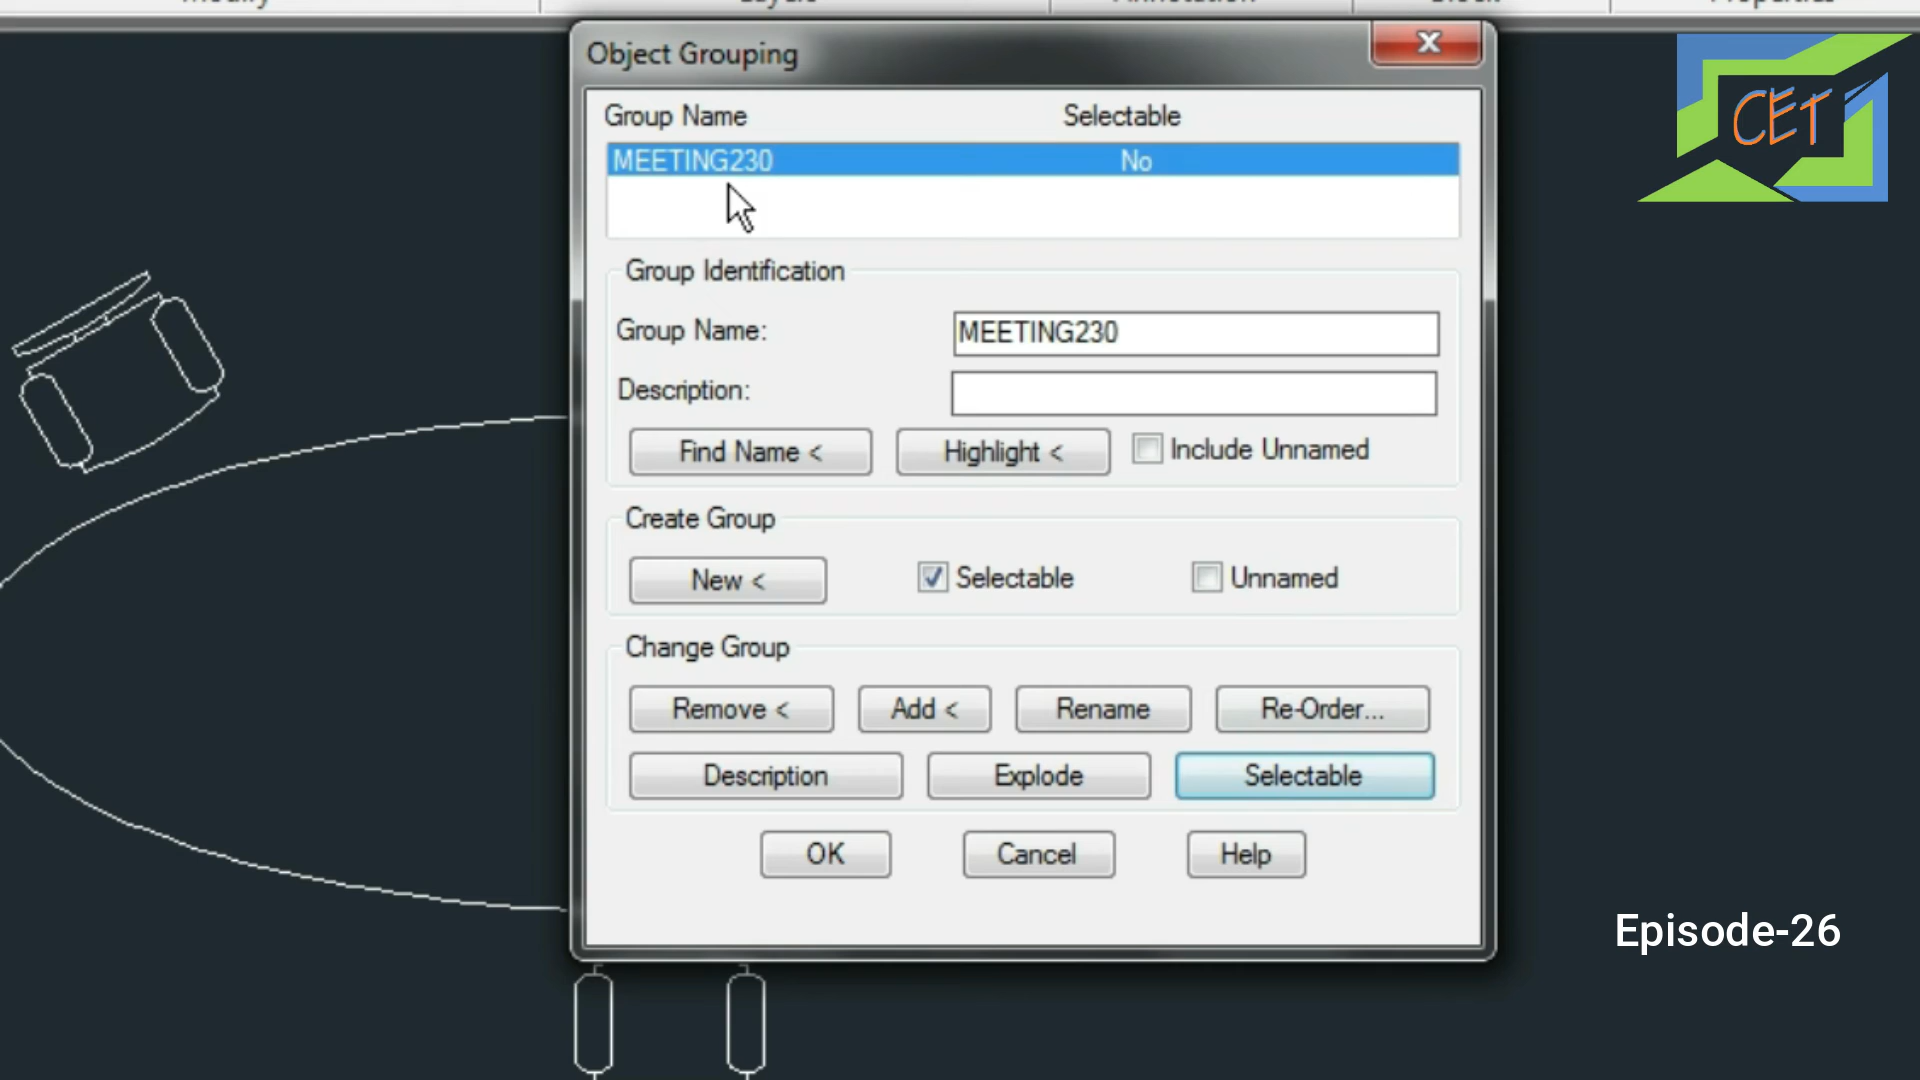 Object Grouping
Group Name Selectable
MEETING230 No
Group Identification
Group Name: MEETING230
Description:
Find Name < Highlight < Include Unnamed
Create Group
New < Selectable Unnamed
Change Group
Remove < Add < Rename Re-Order...
Description Explode Selectable
OK Cancel Help
CET
Episode-26